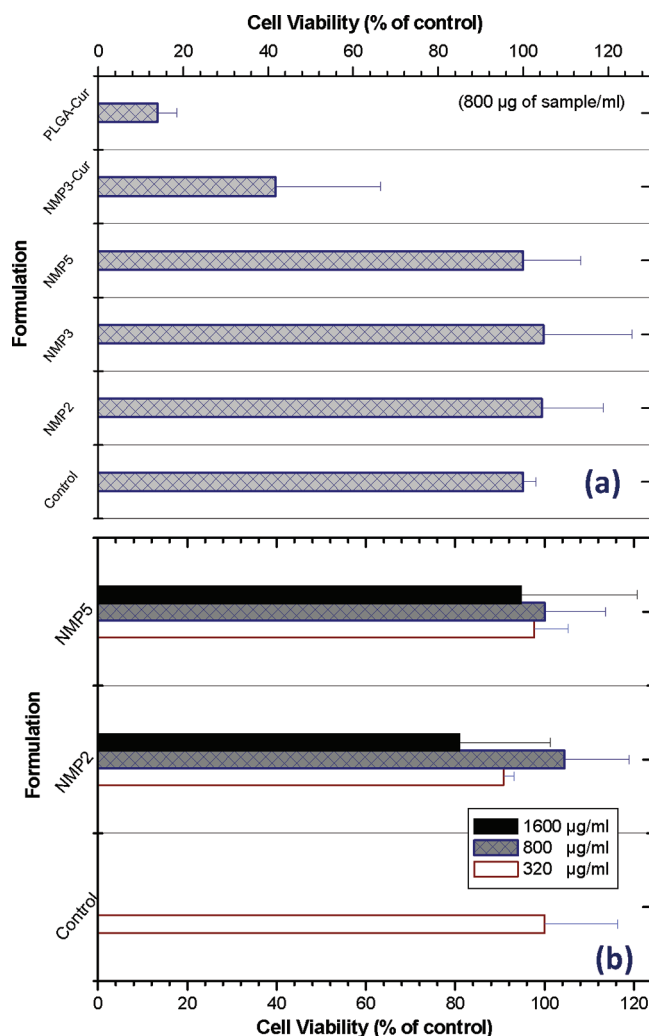 Cell Viability (% of control)
0 20 40 60 80 100 120
(800 µg of sample/ml)
PLGA-Cur
NMP3-Cur
NMP5
NMP3
NMP2
Control
Formulation
(a)
NMP5
NMP2
Control
Formulation
1600 µg/ml
800 µg/ml
320 µg/ml
(b)
0 20 40 60 80 100 120
Cell Viability (% of control)